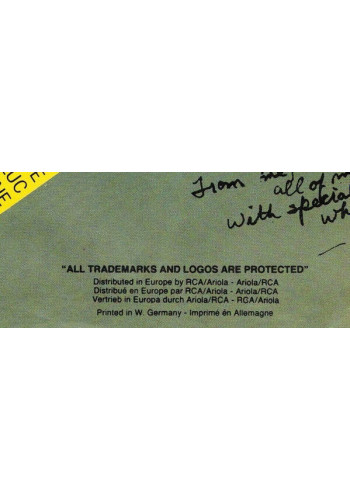 From me
all of m
With special
wh
"ALL TRADEMARKS AND LOGOS ARE PROTECTED"
Distributed in Europe by RCA/Ariola - Ariola/RCA
Distribué en Europe par RCA/Ariola - Ariola/RCA
Vertrieb in Europa durch Ariola/RCA - RCA/Ariola
Printed in W. Germany - Imprimé én Allemagne